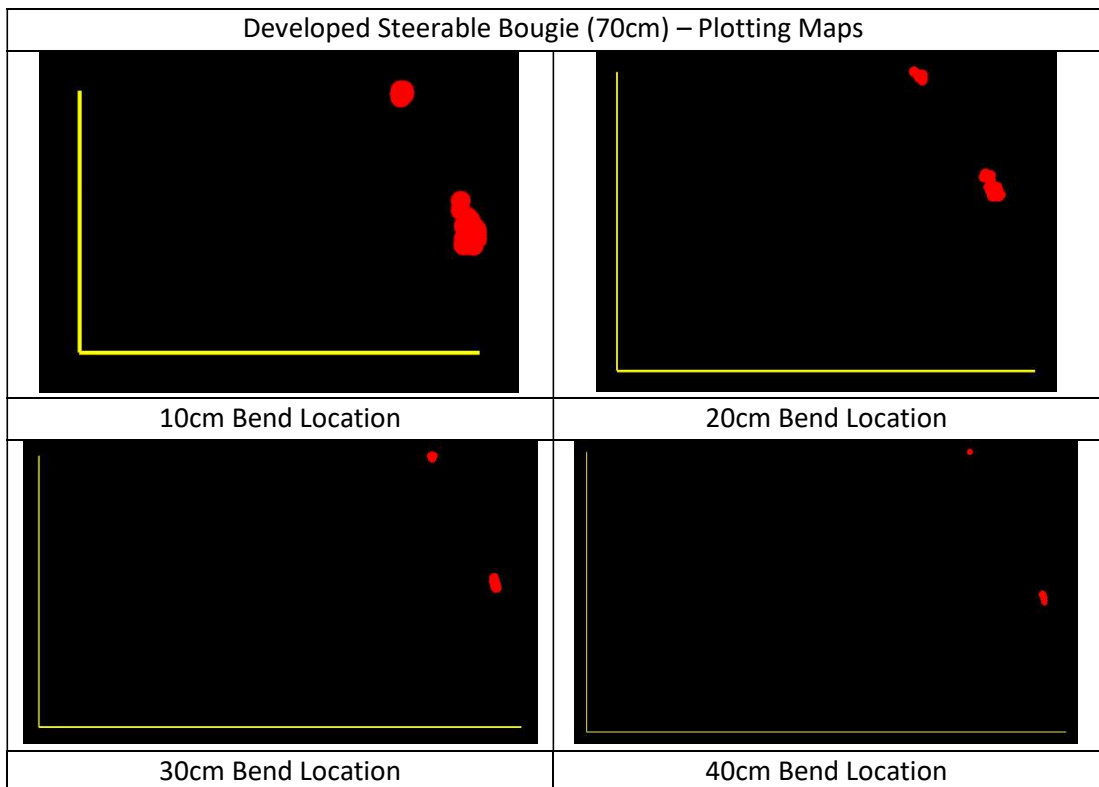 Developed Steerable Bougie (70cm) – Plotting Maps
10cm Bend Location
20cm Bend Location
30cm Bend Location
40cm Bend Location